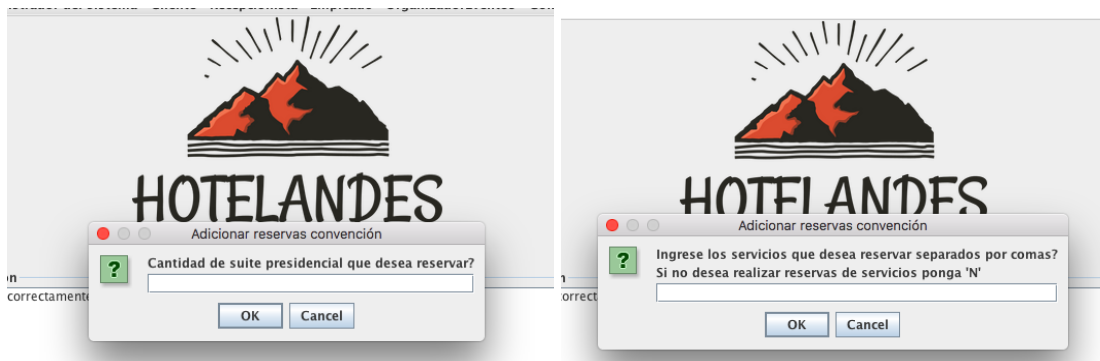 HOTELANDES
Adicionar reservas convención
Cantidad de suite presidencial que desea reservar?
correctamente
OK Cancel
HOTELANDES
Adicionar reservas convención
Ingrese los servicios que desea reservar separados por comas?
Si no desea realizar reservas de servicios ponga 'N'
OK Cancel